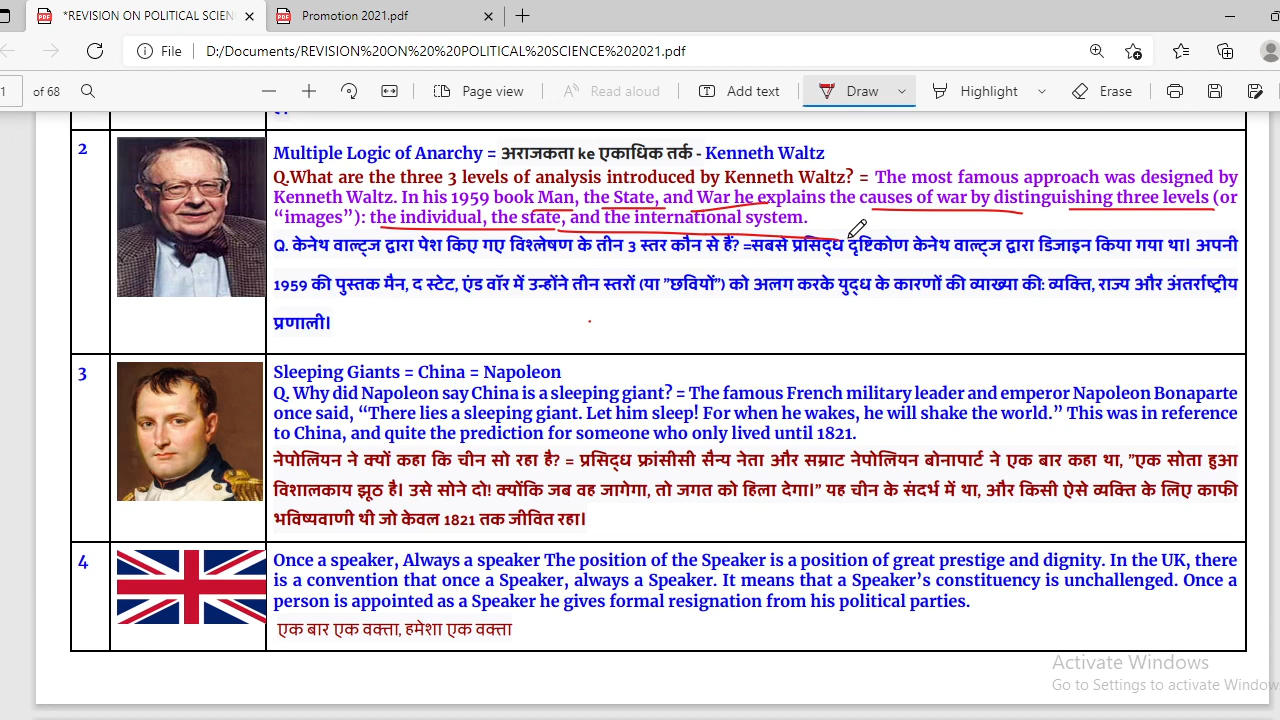 *REVISION ON POLITICAL SCIEN
Promotion 2021.pdf
File D:/Documents/REVISION%20ON%20%20POLITICAL%20SCIENCE%202021.pdf
1 of 68 Page view Read aloud Add text Draw Highlight Erase
2
Multiple Logic of Anarchy = अराजकता ke एकाधिक तर्क - Kenneth Waltz
Q.What are the three 3 levels of analysis introduced by Kenneth Waltz? = The most famous approach was designed by
Kenneth Waltz. In his 1959 book Man, the State, and War he explains the causes of war by distinguishing three levels (or
“images”): the individual, the state, and the international system.
Q. केनेथ वाल्ट्ज द्वारा पेश किए गए विश्लेषण के तीन 3 स्तर कौन से हैं? =सबसे प्रसिद्ध दृष्टिकोण केनेथ वाल्ट्ज द्वारा डिजाइन किया गया था। अपनी
1959 की पुस्तक मैन, द स्टेट, एंड वॉर में उन्होंने तीन स्तरों (या "छवियों") को अलग करके युद्ध के कारणों की व्याख्या की: व्यक्ति, राज्य और अंतर्राष्ट्रीय
प्रणाली।
3
Sleeping Giants = China = Napoleon
Q. Why did Napoleon say China is a sleeping giant? = The famous French military leader and emperor Napoleon Bonaparte
once said, “There lies a sleeping giant. Let him sleep! For when he wakes, he will shake the world.” This was in reference
to China, and quite the prediction for someone who only lived until 1821.
नेपोलियन ने क्यों कहा कि चीन सो रहा है? = प्रसिद्ध फ्रांसीसी सैन्य नेता और सम्राट नेपोलियन बोनापार्ट ने एक बार कहा था, "एक सोता हुआ
विशालकाय झूठ है। उसे सोने दो! क्योंकि जब वह जागेगा, तो जगत को हिला देगा।” यह चीन के संदर्भ में था, और किसी ऐसे व्यक्ति के लिए काफी
भविष्यवाणी थी जो केवल 1821 तक जीवित रहा।
4
Once a speaker, Always a speaker The position of the Speaker is a position of great prestige and dignity. In the UK, there
is a convention that once a Speaker, always a Speaker. It means that a Speaker’s constituency is unchallenged. Once a
person is appointed as a Speaker he gives formal resignation from his political parties.
एक बार एक वक्ता, हमेशा एक वक्ता
Activate Windows
Go to Settings to activate Window